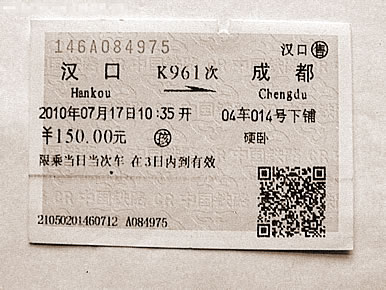 146A084975 汉口 售
汉口 K961次 成都
Hankou Chengdu
2010年07月17日10:35开 04车014号下铺
¥150.00元 孩 硬卧
限乘当日当次车 在3日内到有效
21050201460712 A084975